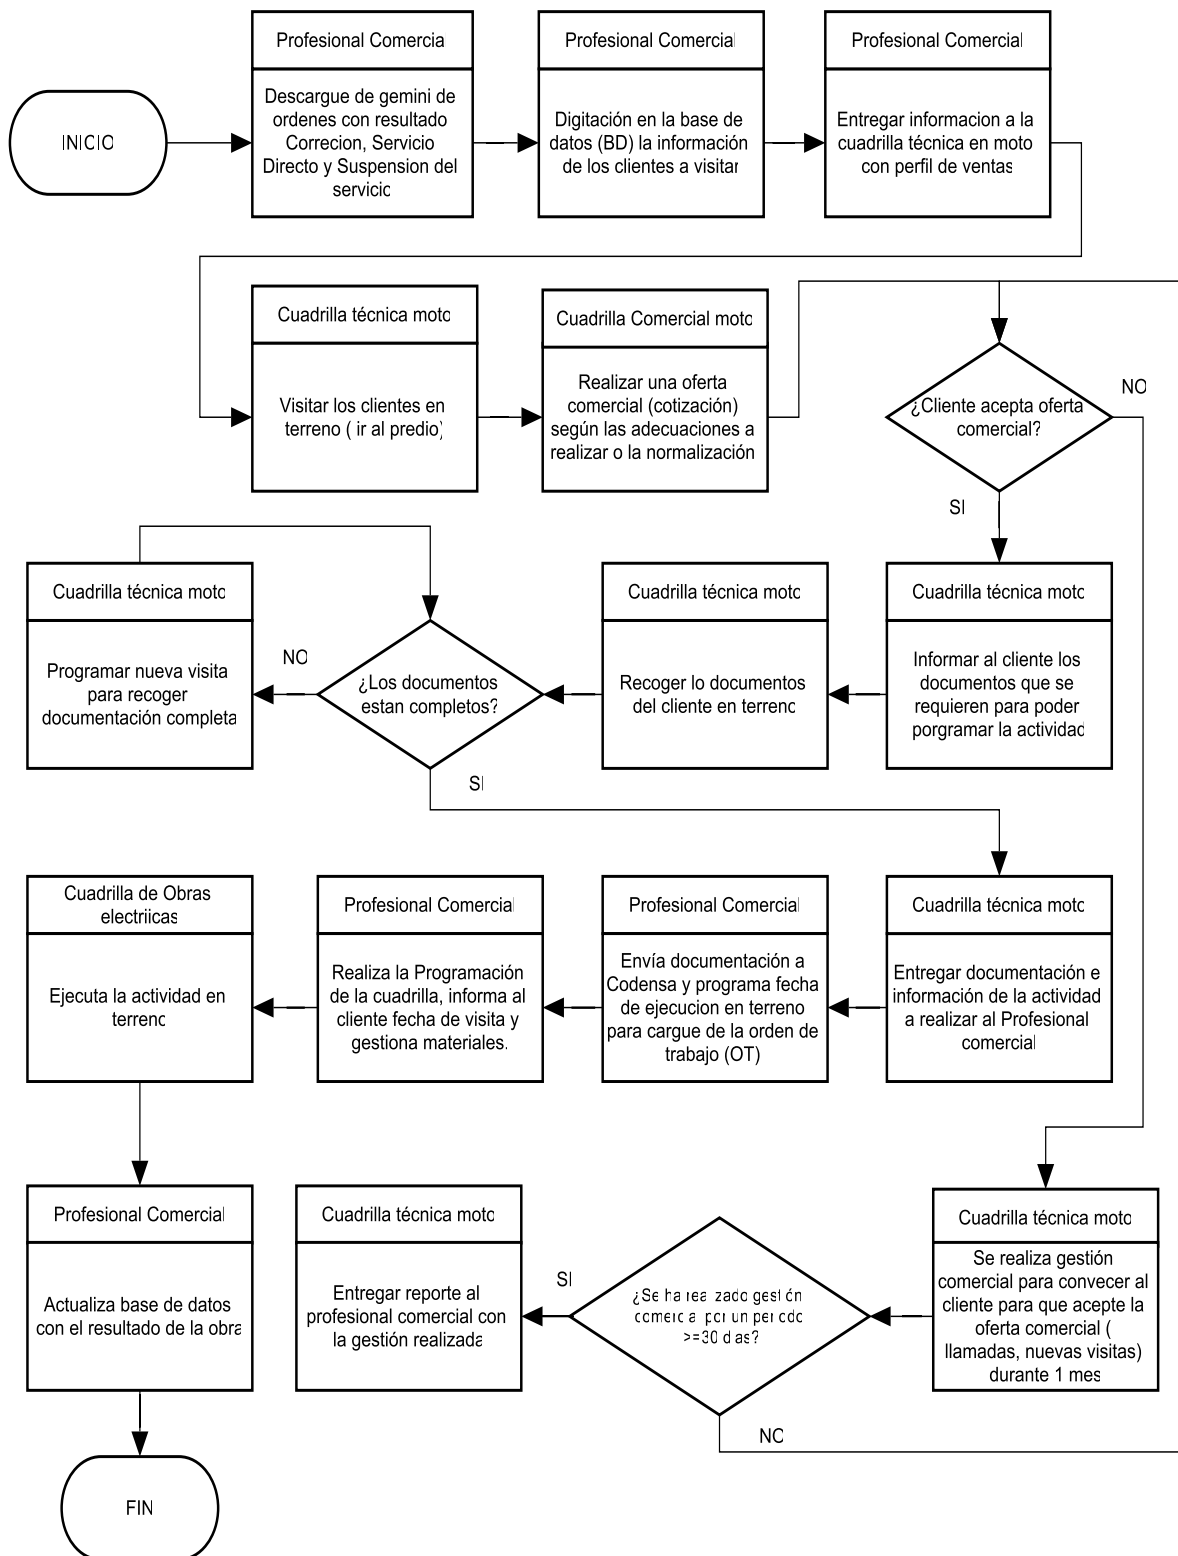 INICIO
Profesional Comercia
Descargue de gemini de
ordenes con resultado
Correcion, Servicio
Directo y Suspension del
servicio
Profesional Comercial
Digitación en la base de
datos (BD) la información
de los clientes a visitar
Profesional Comercial
Entregar informacion a la
cuadrilla técnica en moto
con perfil de ventas
Cuadrilla técnica moto
Visitar los clientes en
terreno ( ir al predio)
Cuadrilla Comercial moto
Realizar una oferta
comercial (cotización)
según las adecuaciones a
realizar o la normalización
¿Cliente acepta oferta
comercial?
NO
SI
Cuadrilla técnica moto
Informar al cliente los
documentos que se
requieren para poder
porgramar la actividad
Cuadrilla técnica moto
Recoger lo documentos
del cliente en terreno
¿Los documentos
estan completos?
NO
SI
Cuadrilla técnica moto
Programar nueva visita
para recoger
documentación completa
Cuadrilla técnica moto
Entregar documentación e
información de la actividad
a realizar al Profesional
comercial
Profesional Comercial
Envía documentación a
Codensa y programa fecha
de ejecucion en terreno
para cargue de la orden de
trabajo (OT)
Profesional Comercial
Realiza la Programación
de la cuadrilla, informa al
cliente fecha de visita y
gestiona materiales.
Cuadrilla de Obras
electriicas
Ejecuta la actividad en
terreno
Profesional Comercial
Actualiza base de datos
con el resultado de la obra
FIN
Cuadrilla técnica moto
Se realiza gestión
comercial para convecer al
cliente para que acepte la
oferta comercial (
llamadas, nuevas visitas)
durante 1 mes
¿Se ha realizado gestión
comercial por un periodo
>=30 dias?
SI
NO
Cuadrilla técnica moto
Entregar reporte al
profesional comercial con
la gestión realizada